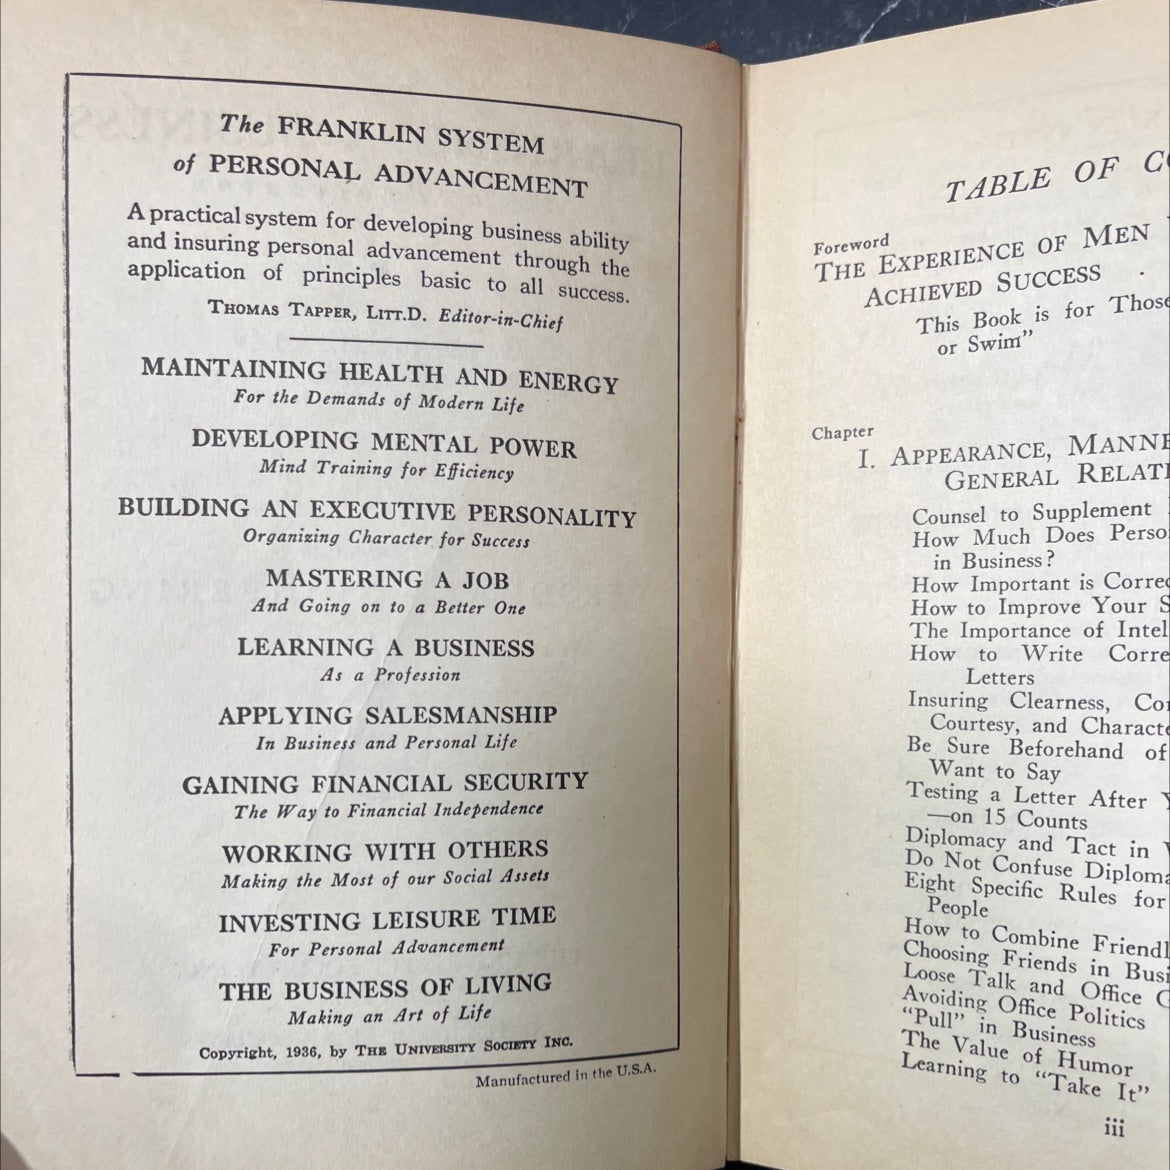 The FRANKLIN SYSTEM
of PERSONAL ADVANCEMENT
A practical system for developing business ability
and insuring personal advancement through the
application of principles basic to all success.
THOMAS TAPPER, LITT.D. Editor-in-Chief
MAINTAINING HEALTH AND ENERGY
For the Demands of Modern Life
DEVELOPING MENTAL POWER
Mind Training for Efficiency
BUILDING AN EXECUTIVE PERSONALITY
Organizing Character for Success
MASTERING A JOB
And Going on to a Better One
LEARNING A BUSINESS
As a Profession
APPLYING SALESMANSHIP
In Business and Personal Life
GAINING FINANCIAL SECURITY
The Way to Financial Independence
WORKING WITH OTHERS
Making the Most of our Social Assets
INVESTING LEISURE TIME
For Personal Advancement
THE BUSINESS OF LIVING
Making an Art of Life
Copyright, 1936, by THE UNIVERSITY SOCIETY INC.
Manufactured in the U.S.A.
TABLE OF
Foreword
THE EXPERIENCE OF MEN
ACHIEVED SUCCESS .
This Book is for Those
or Swim"
Chapter
I. APPEARANCE,
GENERAL
Counsel to Supplement
How Much Does
in Business?
How Important is
How to Improve Your
The Importance of
How to Write
Letters
Insuring Clearness,
Courtesy, and
Be Sure Beforehand of
Want to Say
Testing a Letter After
—on 15 Counts
Diplomacy and Tact in
Do Not Confuse
Eight Specific Rules for
People
How to Combine
Choosing Friends in
Loose Talk and Office
Avoiding Office Politics
"Pull" in Business
The Value of Humor
Learning to "Take It"
iii